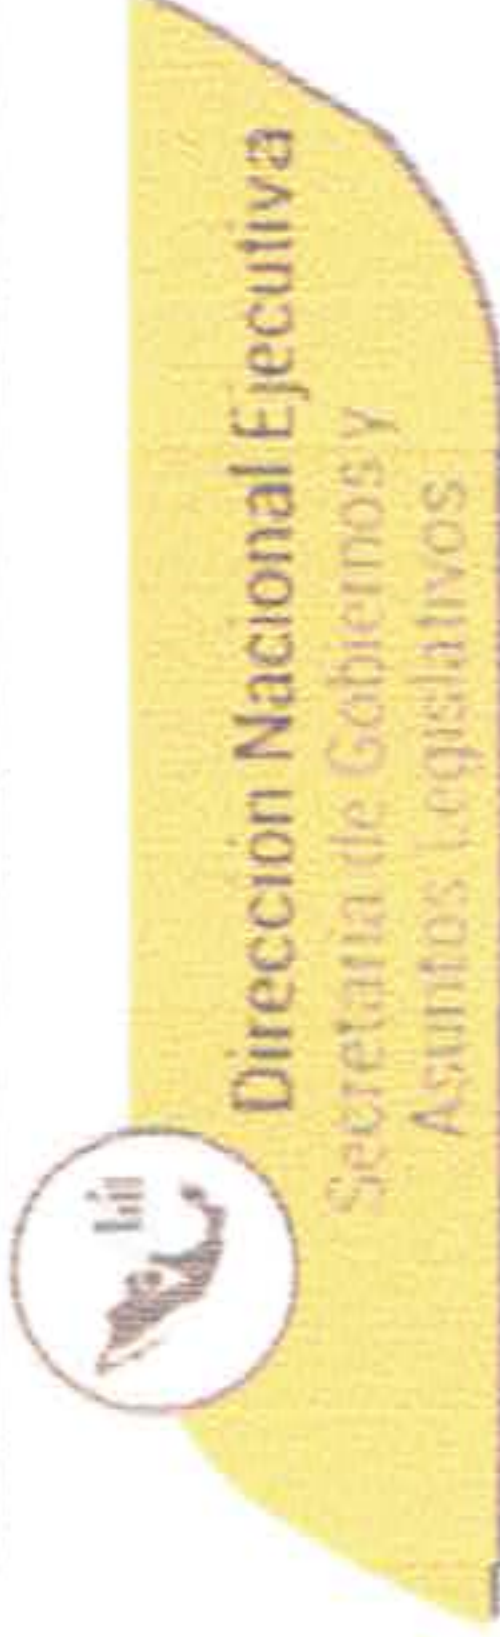 Dirección Nacional Ejecutiva
Secretaría de Gobiernos y
Asuntos Legislativos